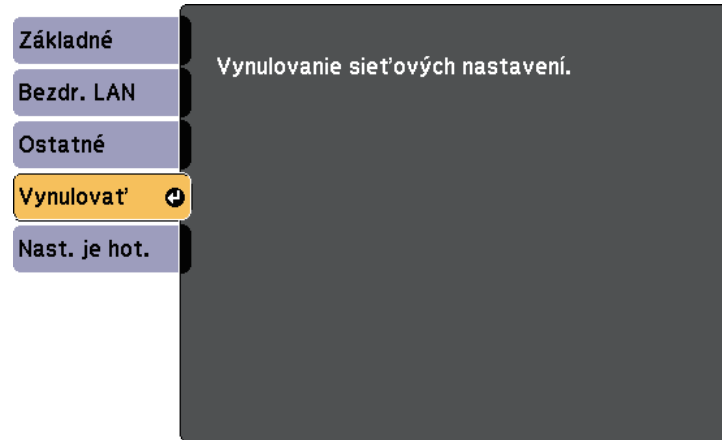 Základné
Bezdr. LAN
Ostatné
Vynulovať
Nast. je hot.
Vynulovanie sieťových nastavení.